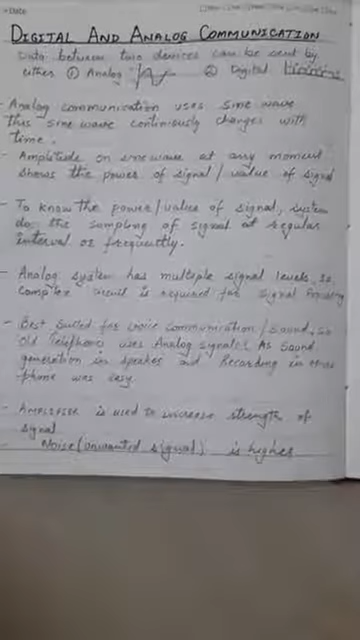 Date
DIGITAL AND ANALOG COMMUNICATION
Data between two devices can be sent by
either ① Analog ② Digital
- Analog communication uses sine wave
this sine wave continuously changes with
time.
- Amplitude on sine wave at any moment
shows the power of signal / value of signal
- To know the power / value of signal, system
do the sampling of signal at regular
interval or frequently.
- Analog system has multiple signal levels, so
complex circuit is required for signal
- Best suited for voice communication / sound, so
old telephones uses Analog signals. As sound
generation in speaker and Recording in
phone was easy.
- AMPLIFIER is used to increase strength of
signal
- Noise (unwanted signal) is higher